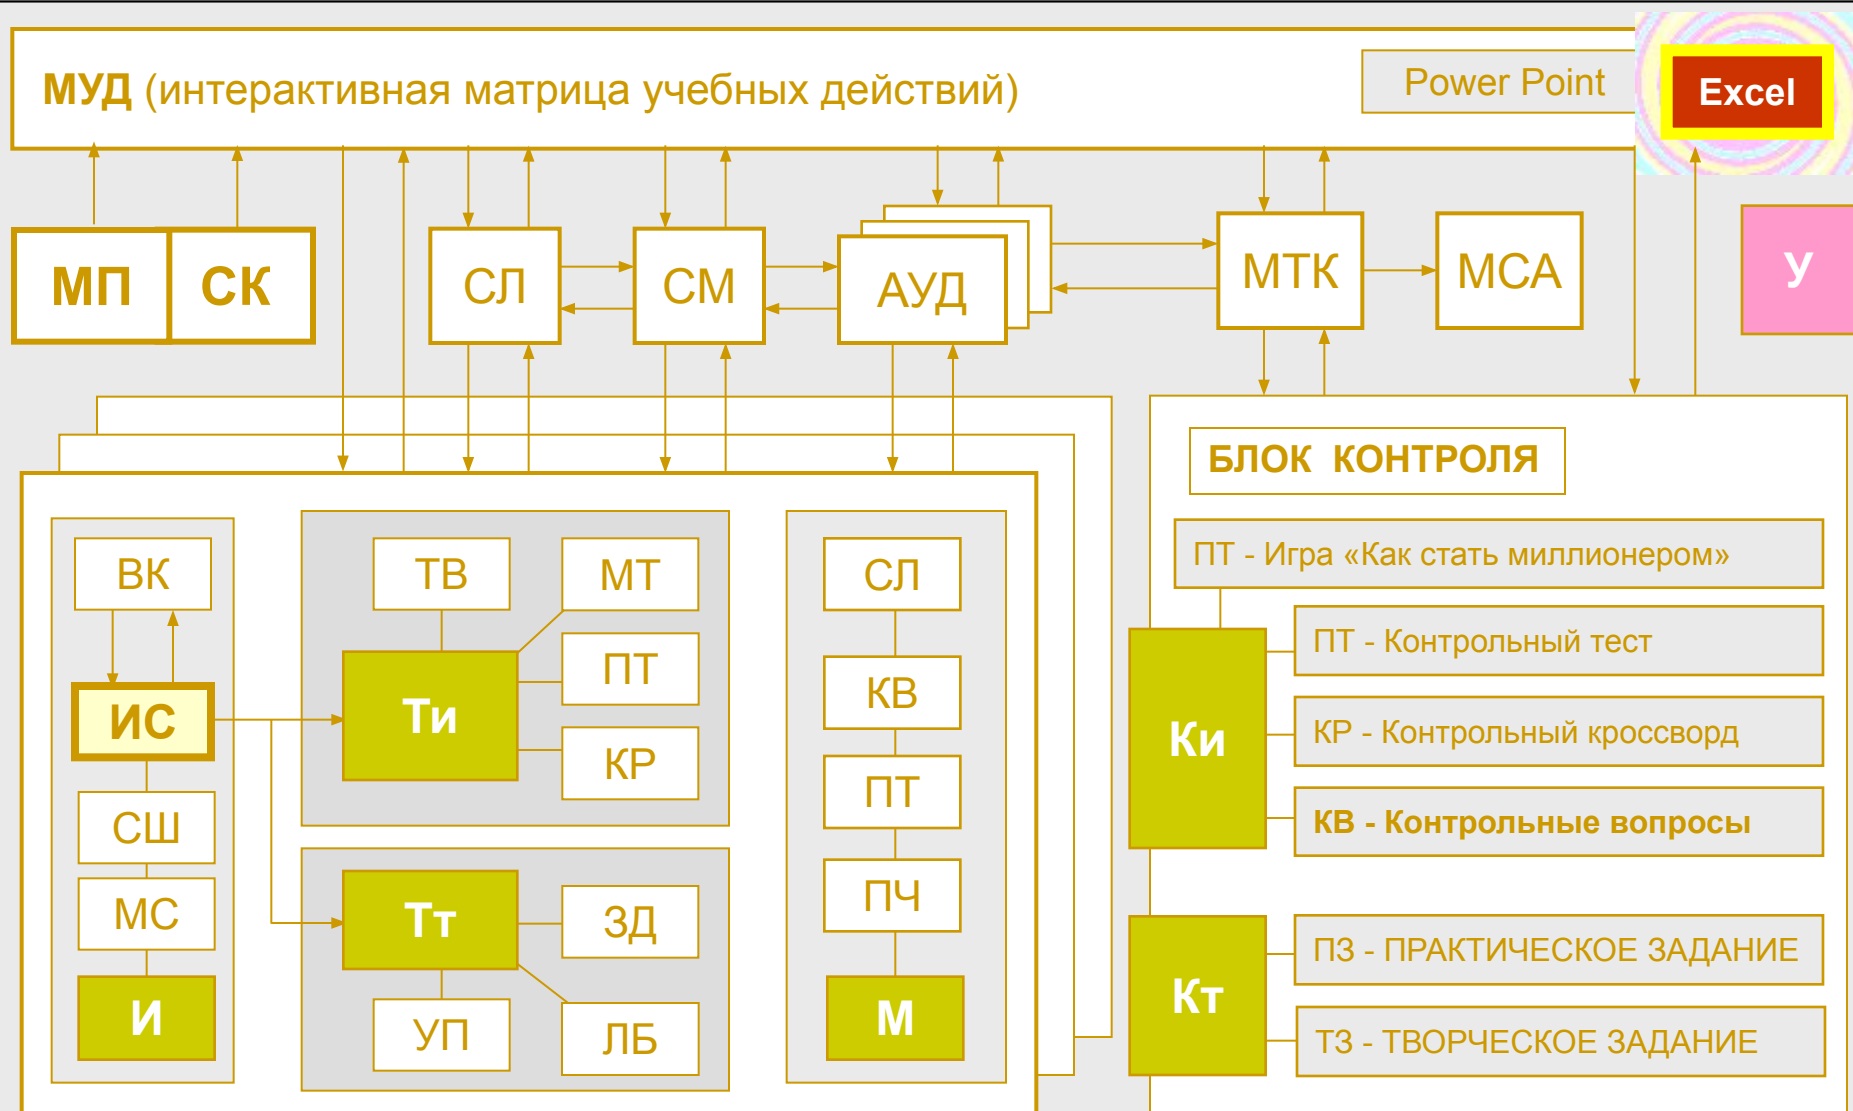 МУД (интерактивная матрица учебных действий)
Power Point
Excel
МП
СК
СЛ
СМ
АУД
МТК
МСА
У
БЛОК КОНТРОЛЯ
ВК
ИС
СШ
МС
И
ТВ
МТ
Ти
ПТ
КР
Тт
ЗД
УП
ЛБ
СЛ
КВ
ПТ
ПЧ
М
ПТ - Игра «Как стать миллионером»
Ки
ПТ - Контрольный тест
КР - Контрольный кроссворд
КВ - Контрольные вопросы
Кт
ПЗ - ПРАКТИЧЕСКОЕ ЗАДАНИЕ
ТЗ - ТВОРЧЕСКОЕ ЗАДАНИЕ